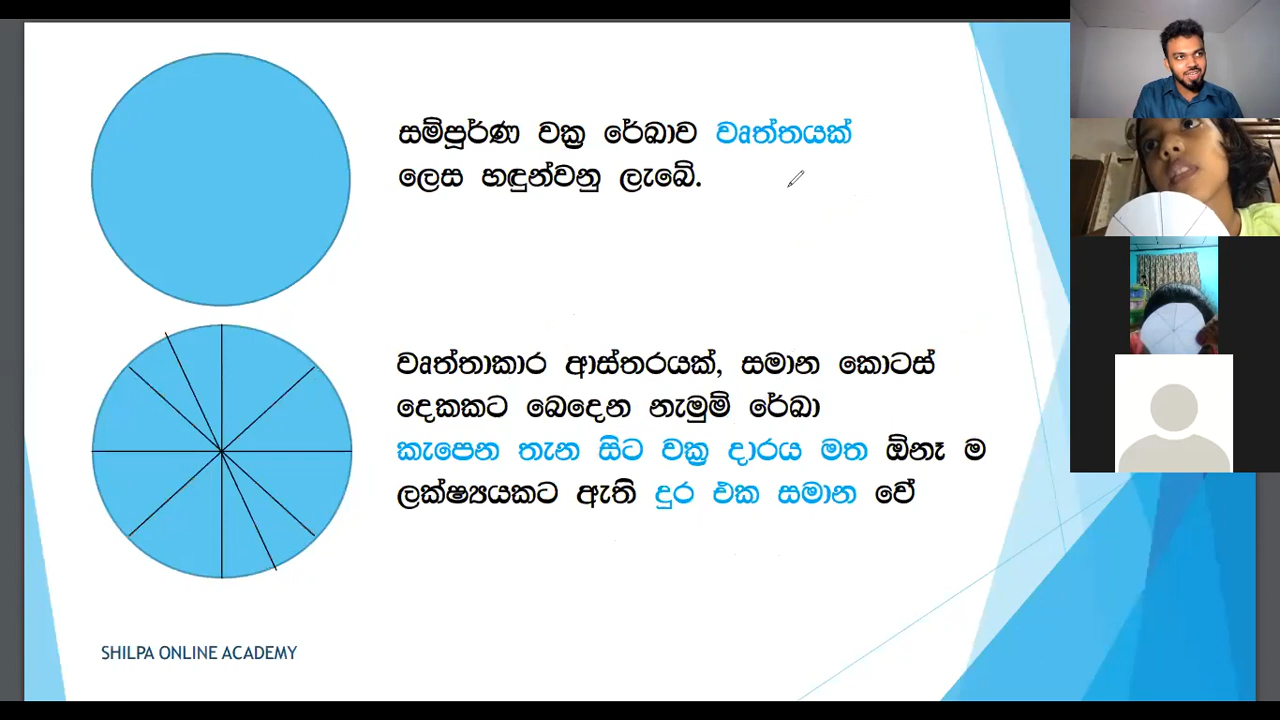 සම්පූර්ණ වක්‍ර රේඛාව වෘත්තයක්
ලෙස හඳුන්වනු ලැබේ.
වෘත්තාකාර ආස්තරයක්, සමාන කොටස්
දෙකකට බෙදෙන නැමුම් රේඛා
කැපෙන තැන සිට වක්‍ර දාරය මත ඕනෑ ම
ලක්ෂ්‍යයකට ඇති දුර එක සමාන වේ
SHILPA ONLINE ACADEMY